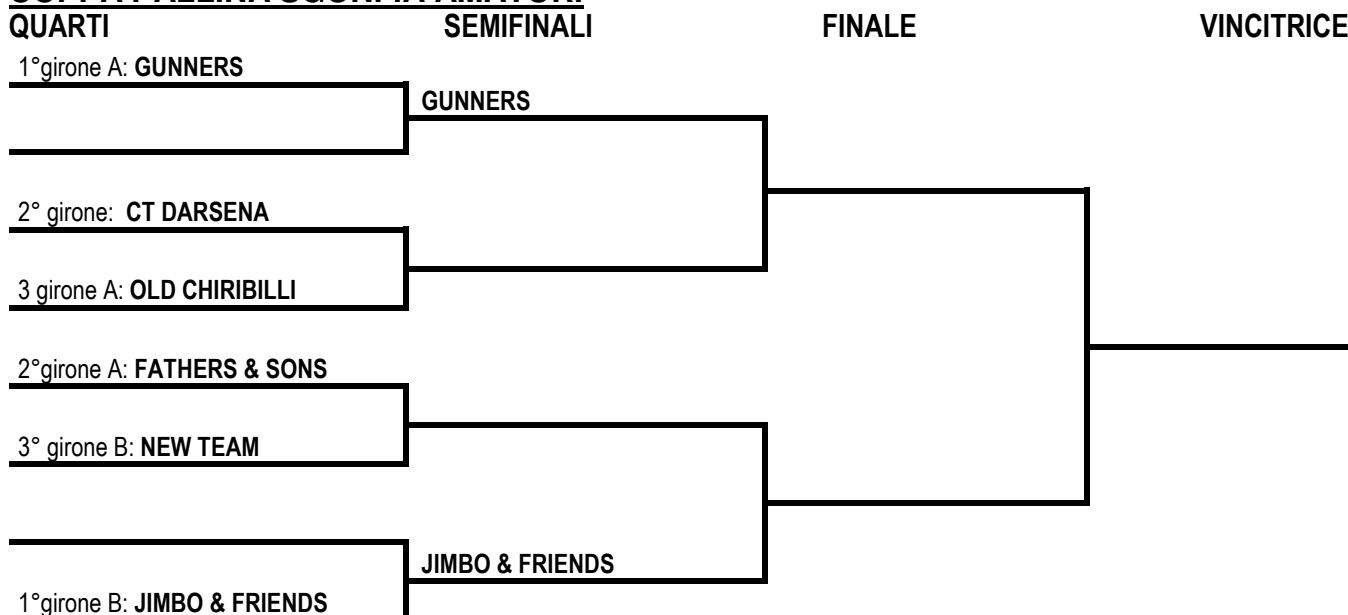 QUARTI SEMIFINALI FINALE VINCITRICE
1°girone A: GUNNERS
GUNNERS
2° girone: CT DARSENA
3 girone A: OLD CHIRIBILLI
2°girone A: FATHERS & SONS
3° girone B: NEW TEAM
JIMBO & FRIENDS
1°girone B: JIMBO & FRIENDS